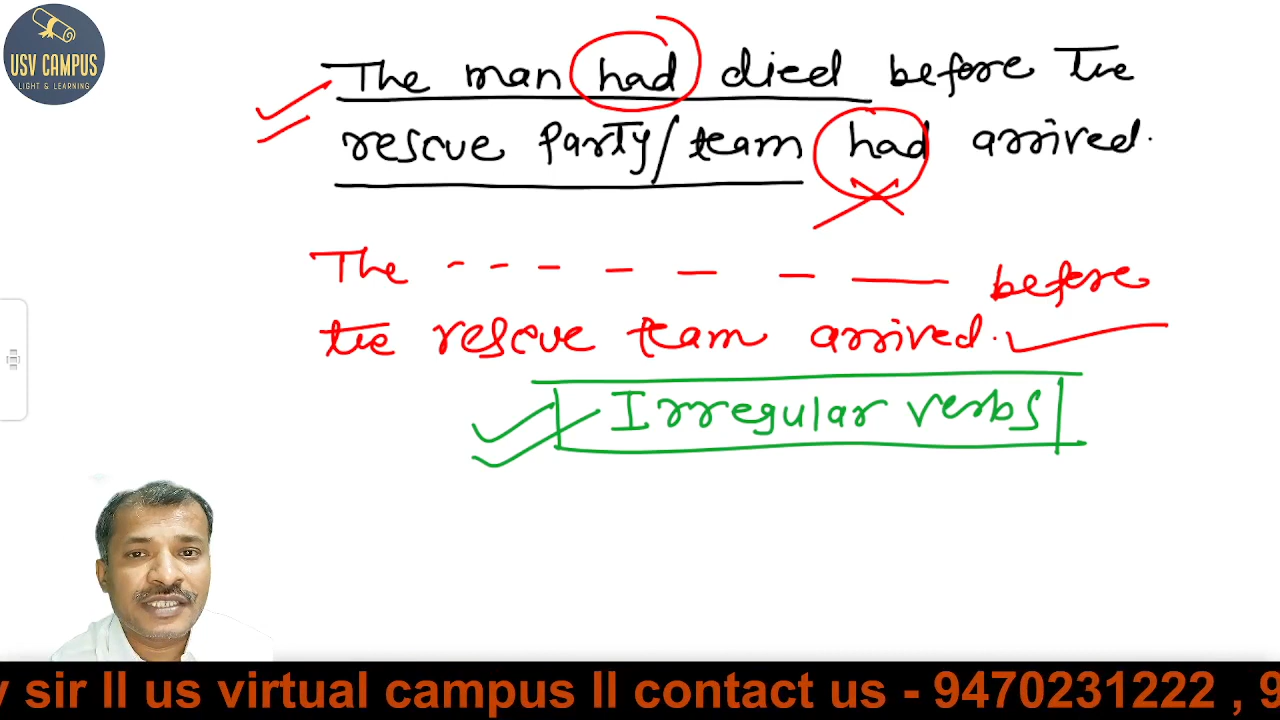 USV CAMPUS
LIGHT & LEARNING
The man had died before the
rescue party/team had arrived.
The - - - - - - - before
the rescue team arrived.
Irregular verbs
sir ll us virtual campus ll contact us - 9470231222 , 9